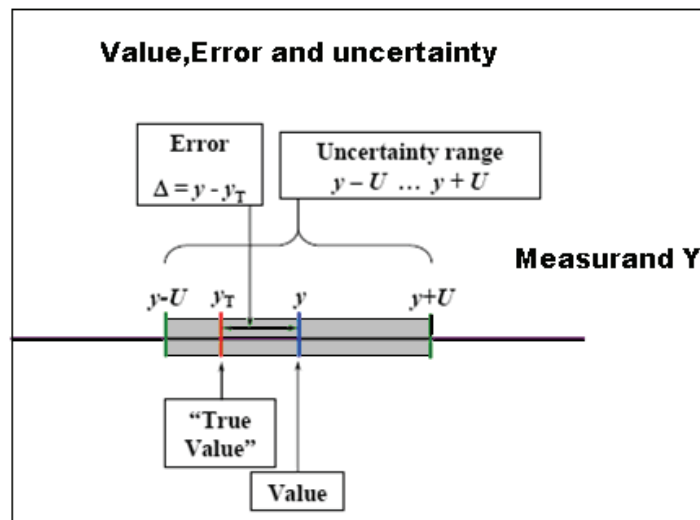 Value,Error and uncertainty
Error
Δ = y - yT
Uncertainty range
y – U … y + U
Measurand Y
y-U yT y y+U
“True
Value”
Value